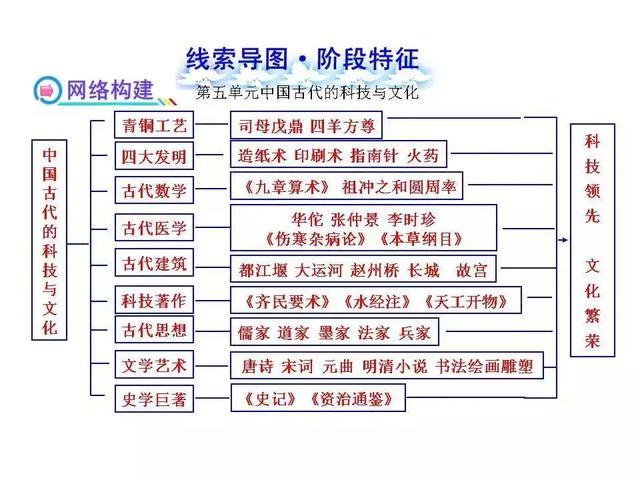 线索导图·阶段特征
网络构建
第五单元中国古代的科技与文化
中国古代的科技与文化
青铜工艺
司母戊鼎 四羊方尊
四大发明
造纸术 印刷术 指南针 火药
古代数学
《九章算术》 祖冲之和圆周率
古代医学
华佗 张仲景 李时珍
《伤寒杂病论》《本草纲目》
古代建筑
都江堰 大运河 赵州桥 长城 故宫
科技著作
《齐民要术》《水经注》《天工开物》
古代思想
儒家 道家 墨家 法家 兵家
文学艺术
唐诗 宋词 元曲 明清小说 书法绘画雕塑
史学巨著
《史记》《资治通鉴》
科技领先 文化繁荣